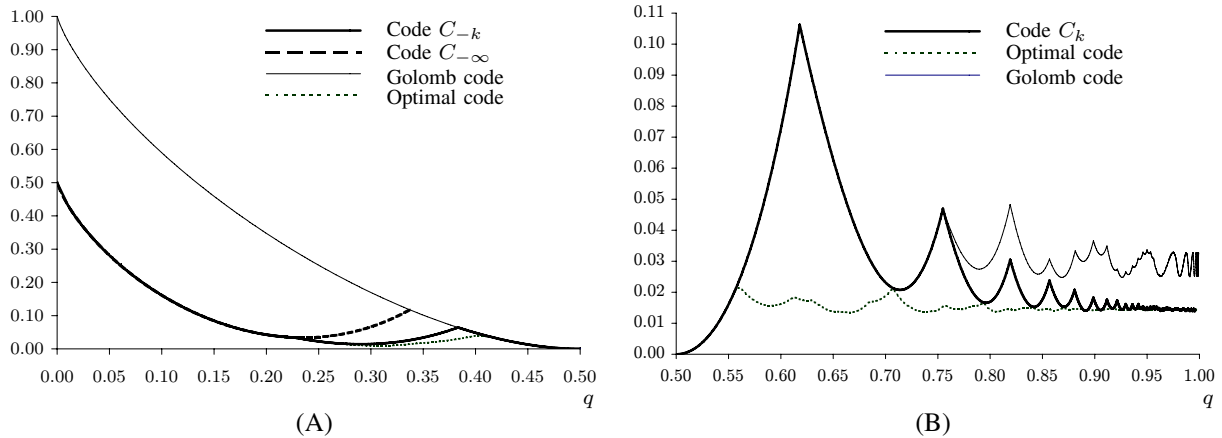 1.00
0.90
0.80
0.70
0.60
0.50
0.40
0.30
0.20
0.10
0.00
0.00 0.05 0.10 0.15 0.20 0.25 0.30 0.35 0.40 0.45 0.50
q
Code C₋ₖ
Code C₋∞
Golomb code
Optimal code
(A)
0.11
0.10
0.09
0.08
0.07
0.06
0.05
0.04
0.03
0.02
0.01
0.00
0.50 0.55 0.60 0.65 0.70 0.75 0.80 0.85 0.90 0.95 1.00
q
Code Cₖ
Optimal code
Golomb code
(B)